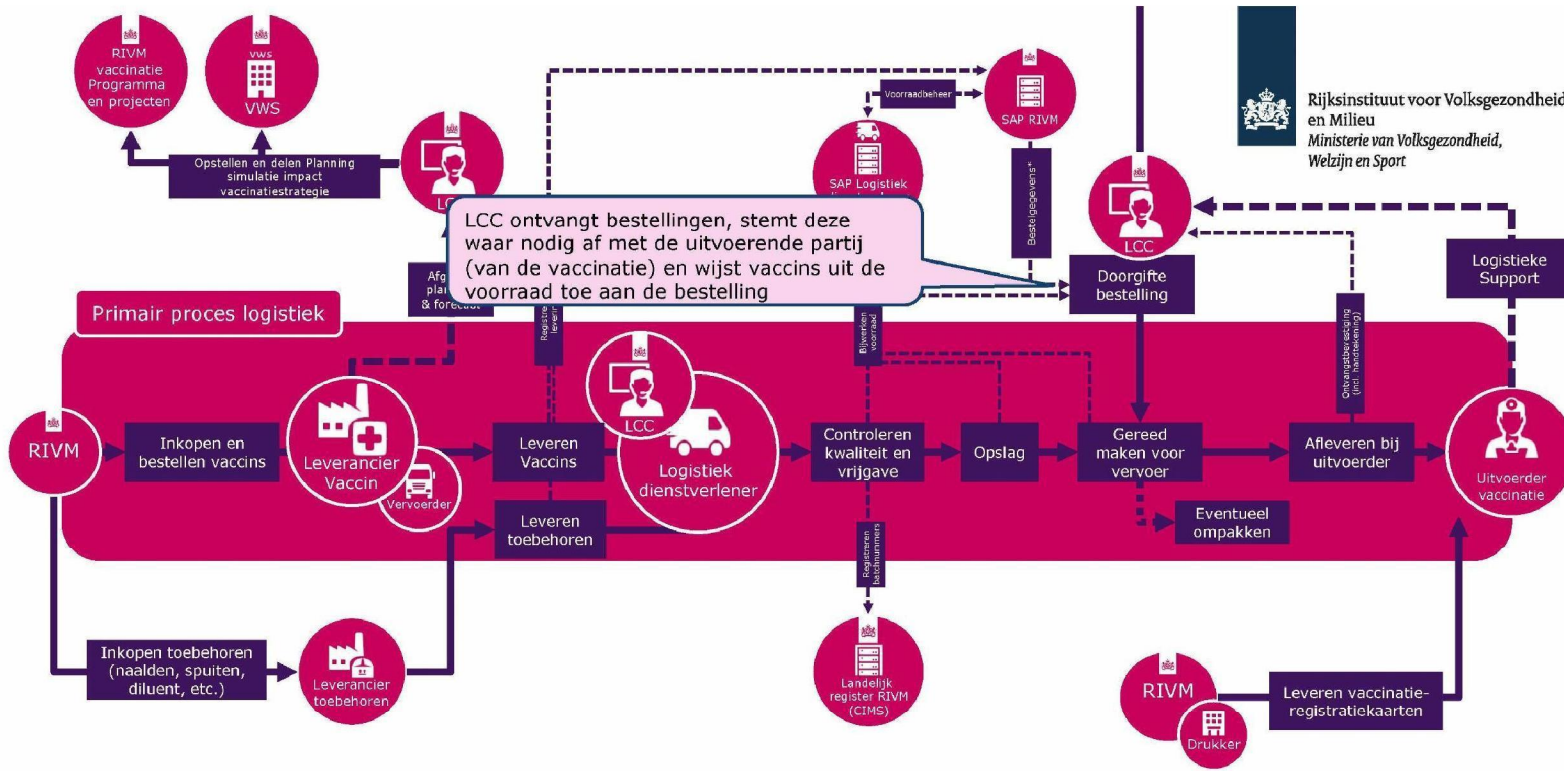 RIVM
vaccinatie
Programma
en projecten
vws
VWS
Opstellen en delen Planning
simulatie impact
vaccinatiestrategie
Voorraadbeheer
SAP RIVM
SAP Logistiek
Bestelgegevens*
Rijksinstituut voor Volksgezondheid
en Milieu
Ministerie van Volksgezondheid,
Welzijn en Sport
LCC ontvangt bestellingen, stemt deze
waar nodig af met de uitvoerende partij
(van de vaccinatie) en wijst vaccins uit de
voorraad toe aan de bestelling
LCC
Doorgifte
bestelling
Logistieke
Support
& forecast
Primair proces logistiek
Bijwerken
voorraad
Ontvangstbevestiging
(incl. handtekening)
RIVM
Inkopen en
bestellen vaccins
Leverancier
Vaccin
Vervoerder
Leveren
Vaccins
LCC
Logistiek
dienstverlener
Controleren
kwaliteit en
vrijgave
Opslag
Gereed
maken voor
vervoer
Afleveren bij
uitvoerder
Uitvoerder
vaccinatie
Leveren
toebehoren
Eventueel
ompakken
Registreren
batchnummers
Inkopen toebehoren
(naalden, spuiten,
diluent, etc.)
Leverancier
toebehoren
Landelijk
register RIVM
(CIMS)
RIVM
Drukker
Leveren vaccinatie-
registratiekaarten